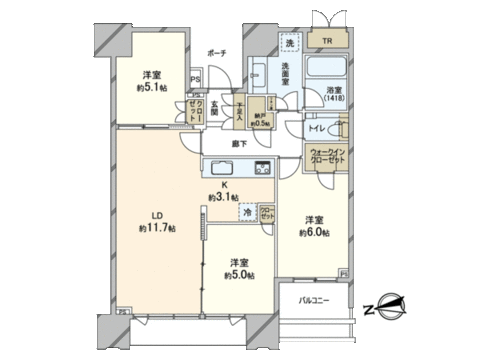 TR
ポーチ
洗
洗面室
浴室
(1418)
洋室
約5.1帖
PS
PS
クローゼット
玄関
下足入
納戸
約0.5帖
トイレ
廊下
ウォークイン
クローゼット
K
約3.1帖
冷
クローゼット
LD
約11.7帖
洋室
約6.0帖
洋室
約5.0帖
PS
PS
バルコニー
N